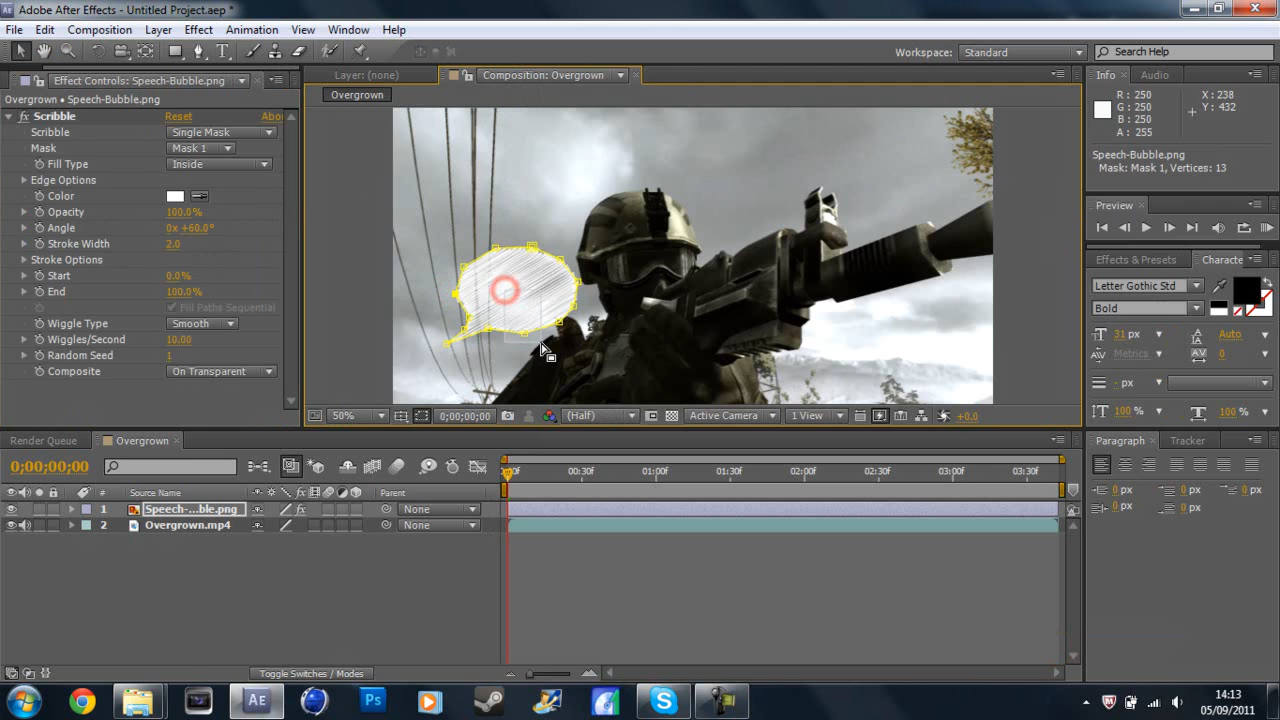 Adobe After Effects - Untitled Project.aep *
File Edit Composition Layer Effect Animation View Window Help
Workspace: Standard Search Help
Effect Controls: Speech-Bubble.png
Overgrown • Speech-Bubble.png
fx Scribble Reset Abo
Scribble Single Mask
Mask Mask 1
Fill Type Inside
Edge Options
Color
Opacity 100.0%
Angle 0x +60.0°
Stroke Width 2.0
Stroke Options
Start 0.0%
End 100.0%
Fill Paths Sequential
Wiggle Type Smooth
Wiggles/Second 10.00
Random Seed 1
Composite On Transparent
Layer: (none) Composition: Overgrown
Overgrown
50% 0;00;00;00 (Half) Active Camera 1 View +0.0
Info Audio
R: 250 X: 238
G: 250 Y: 432
B: 250
A: 255
Speech-Bubble.png
Mask: Mask 1, Vertices: 13
Preview
Effects & Presets Characte
Letter Gothic Std
Bold
31 px Auto
Metrics 0
- px
100 % 100 %
Paragraph Tracker
0 px 0 px 0 px
0 px 0 px
Render Queue Overgrown
0;00;00;00
00:30f 01:00f 01:30f 02:00f 02:30f 03:00f 03:30f
# Source Name Parent
1 Speech-...ble.png None
2 Overgrown.mp4 None
Toggle Switches / Modes
AE Ps
14:13
05/09/2011